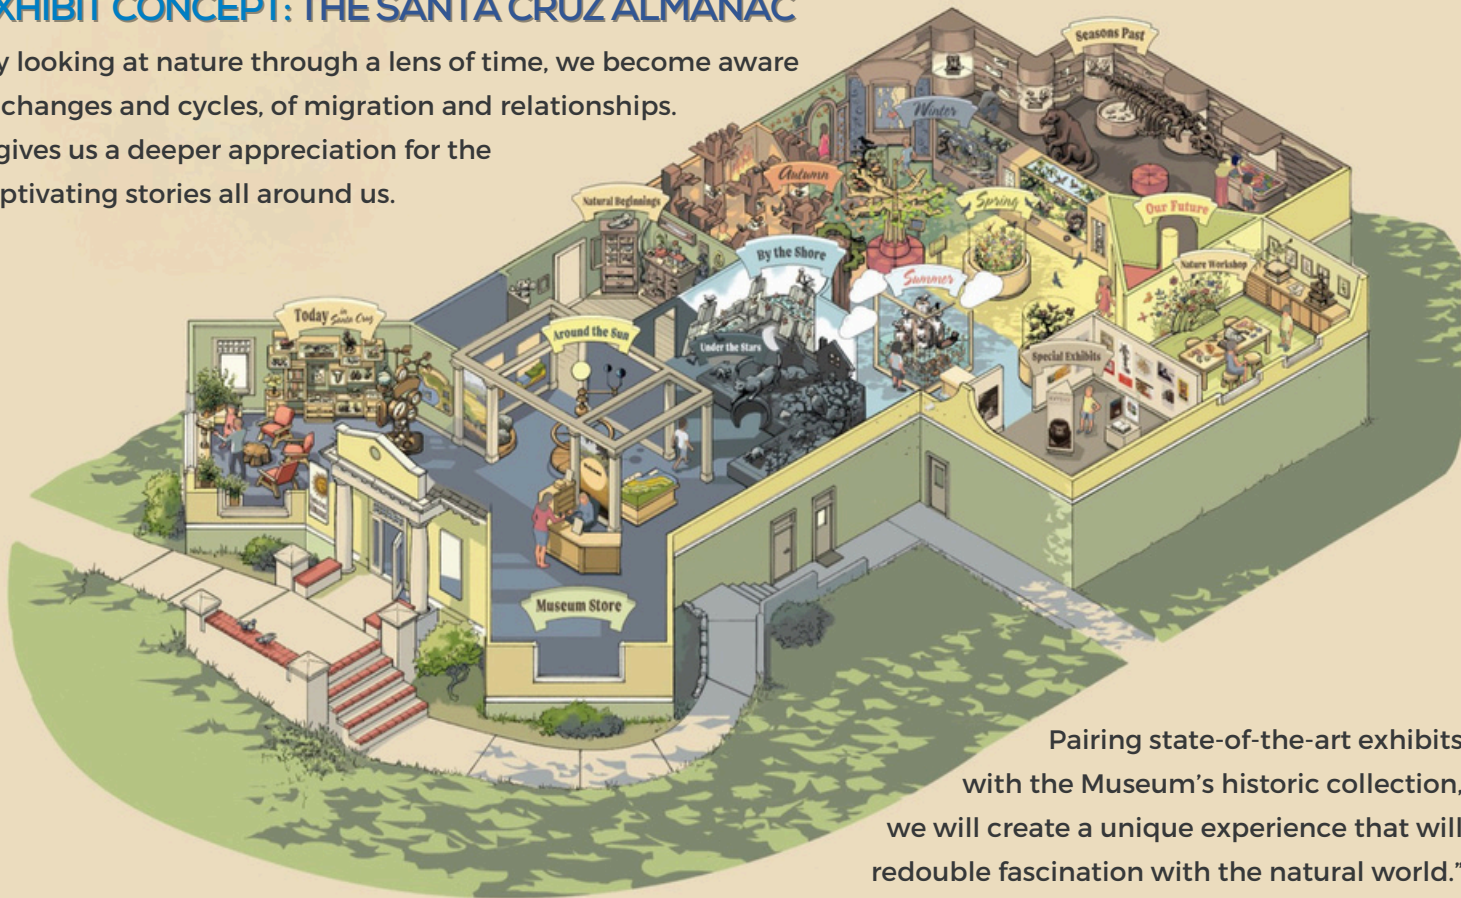 XHIBIT CONCEPT: THE SANTA CRUZ ALMANAC
y looking at nature through a lens of time, we become aware
changes and cycles, of migration and relationships.
gives us a deeper appreciation for the
ptivating stories all around us.
Seasons Past
Winter
Autumn
Natural Beginnings
Spring
Our Future
By the Shore
Nature Workshop
Summer
Today in Santa Cruz
Around the Sun
Under the Stars
Special Exhibits
Museum Store
Pairing state-of-the-art exhibits
with the Museum’s historic collection,
we will create a unique experience that will
redouble fascination with the natural world.”